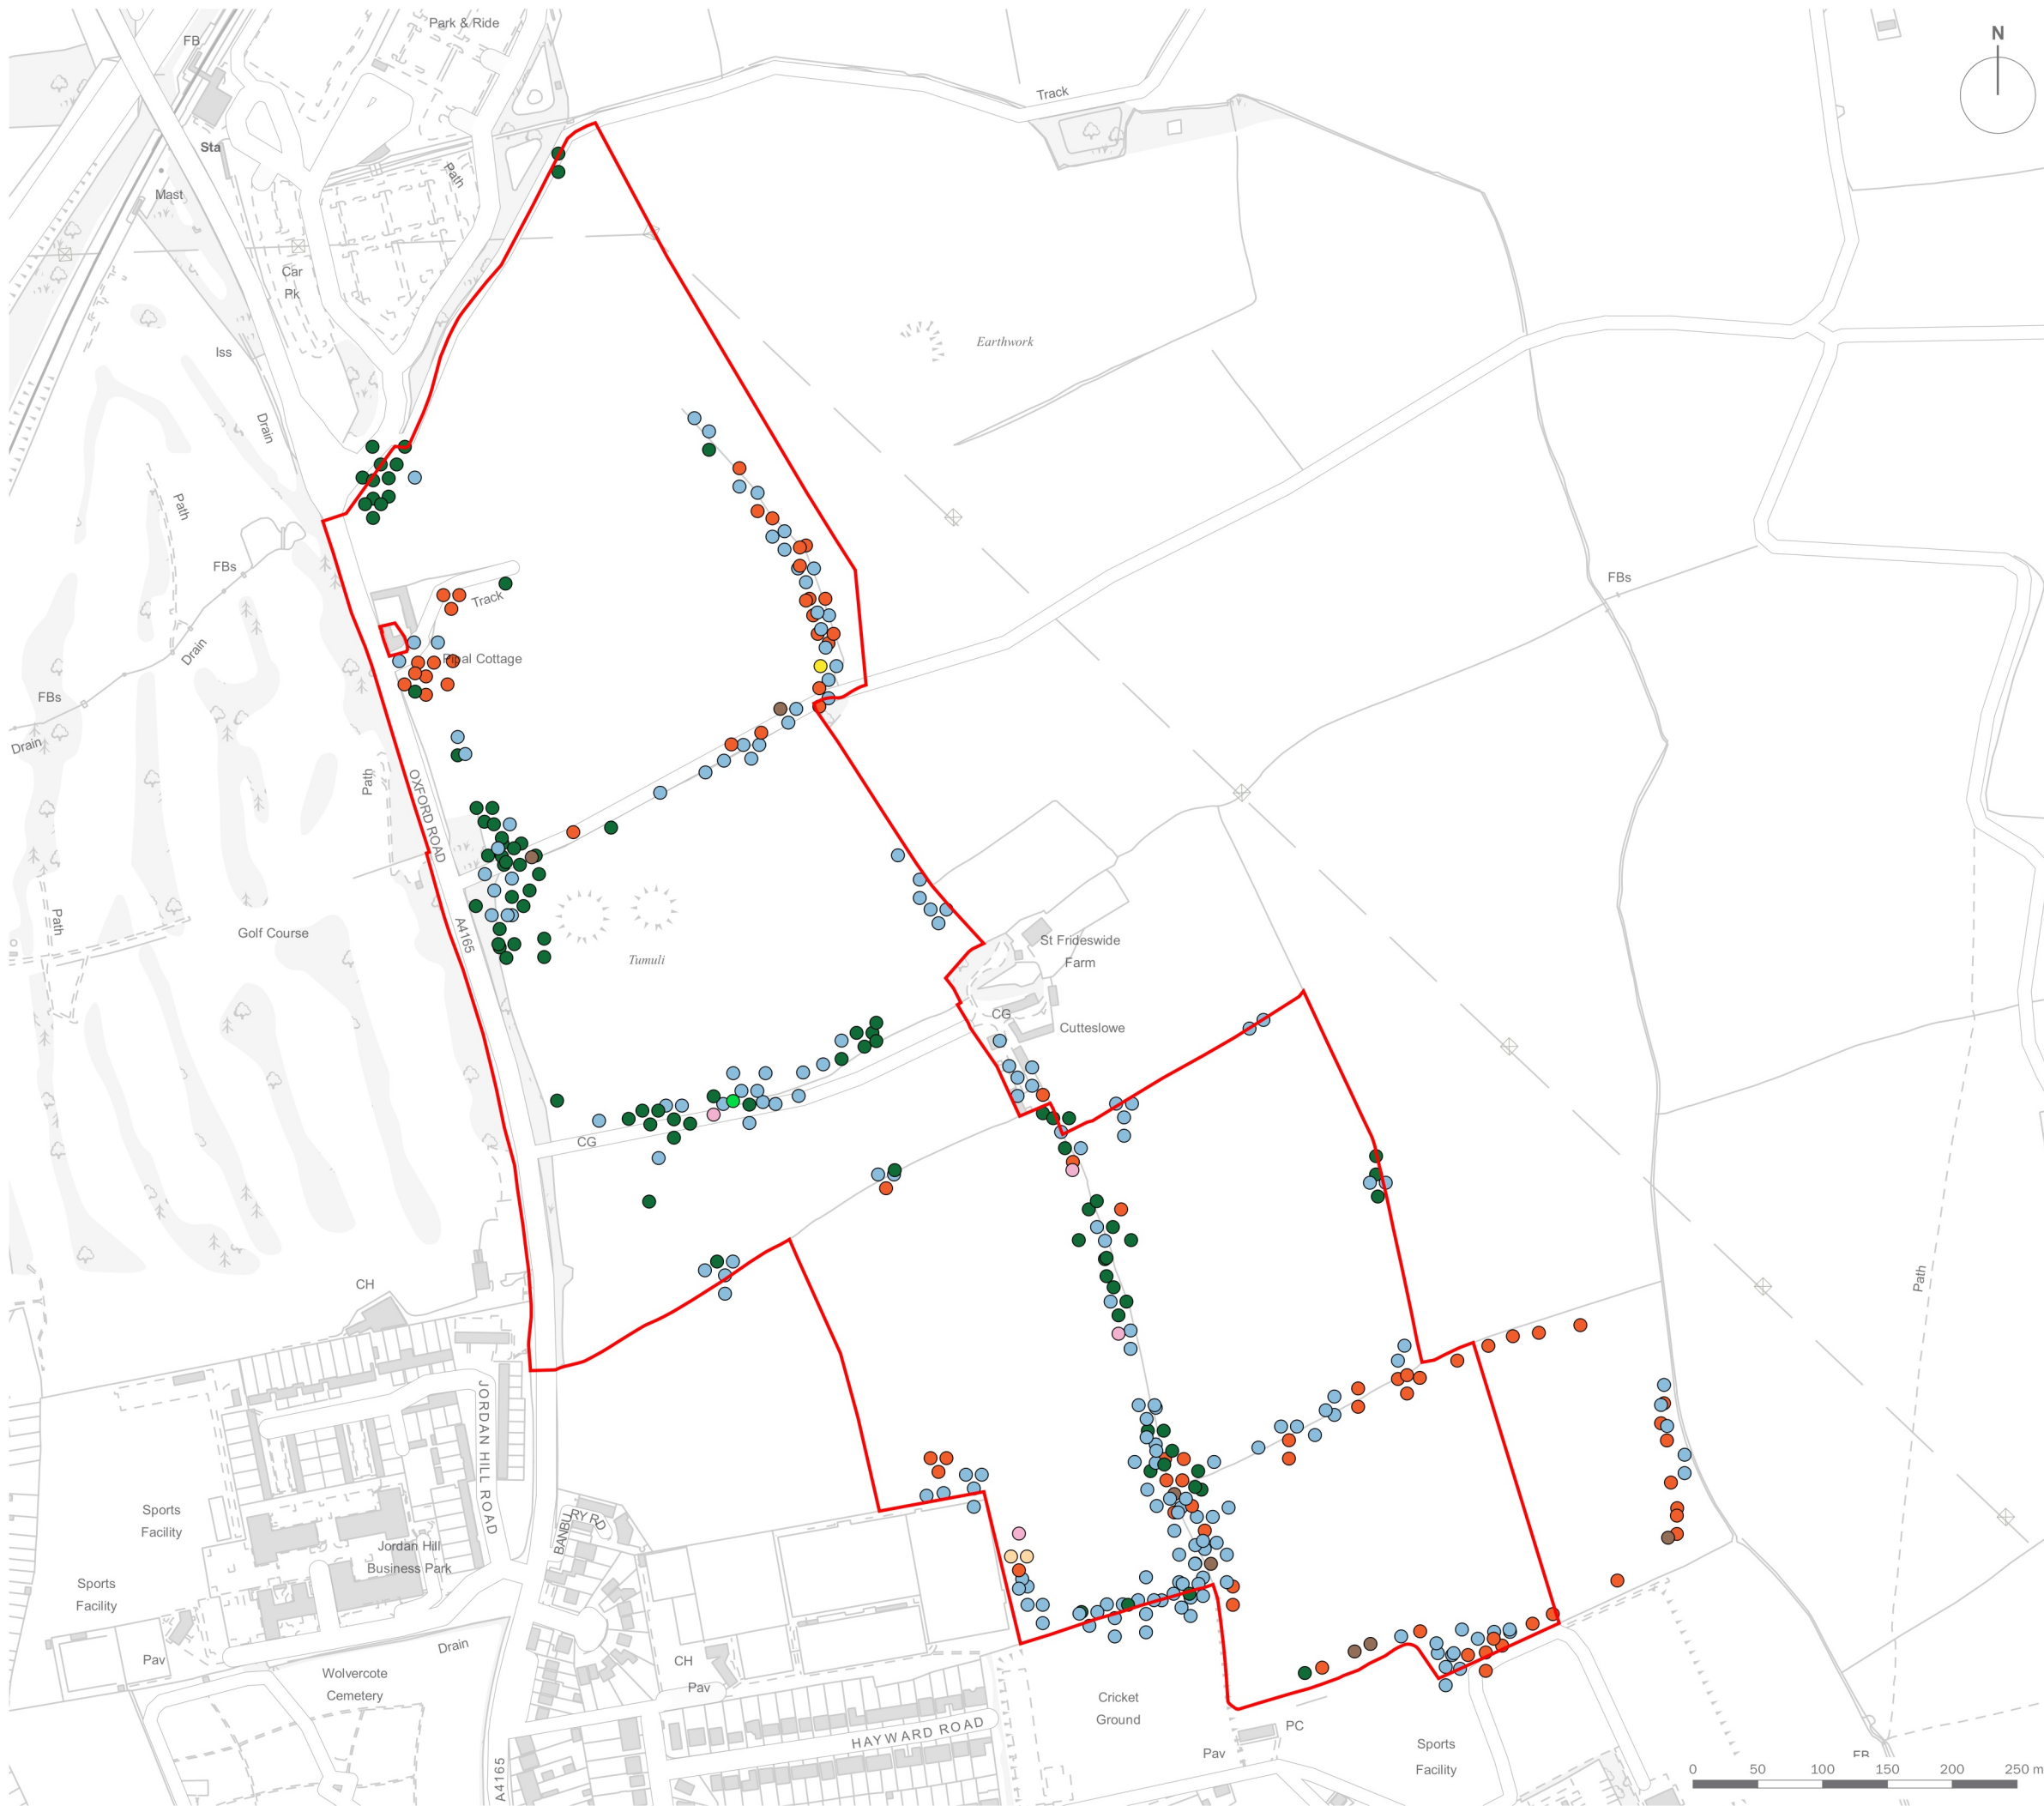 Park & Ride
FB
N
Track
Sta
Path
Mast
Car
Pk
Iss
Earthwork
Drain
Path
FBs
FBs
Track
Drain
Pipal Cottage
FBs
Drain
Path
OXFORD ROAD
Path
A4165
Golf Course
Tumuli
St Frideswide
Farm
CG
Cutteslowe
CG
CH
Path
JORDAN HILL ROAD
Sports
Facility
BANBU
RY RD
Jordan Hill
Business Park
Sports
Facility
Drain
Pav
CH
Wolvercote
Cemetery
Pav
Cricket
Ground
HAYWARD ROAD
PC
Pav
Sports
Facility
FB
A4165
0 50 100 150 200 250 m